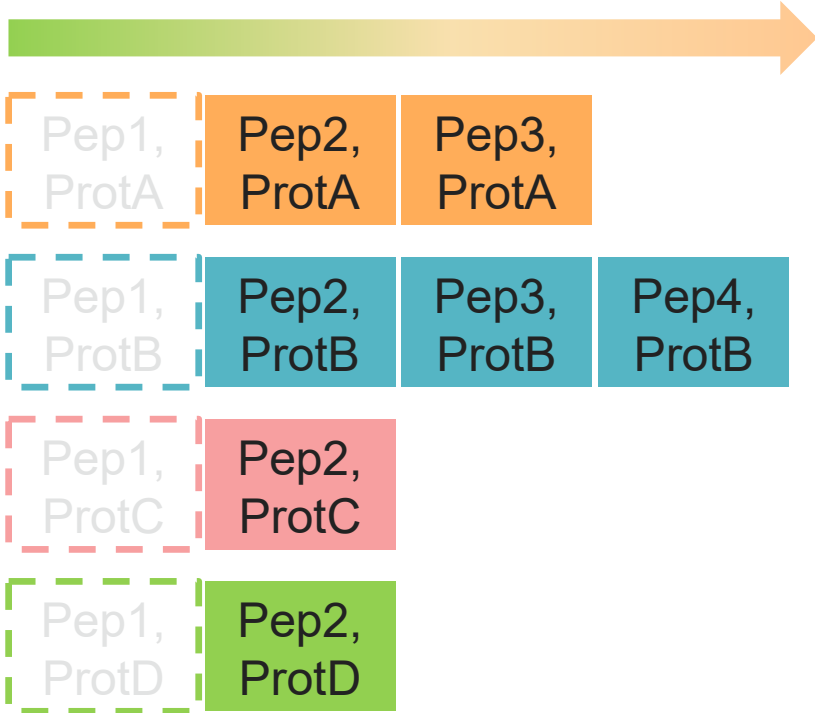 Pep1,
ProtA
Pep2,
ProtA
Pep3,
ProtA
Pep1,
ProtB
Pep2,
ProtB
Pep3,
ProtB
Pep4,
ProtB
Pep1,
ProtC
Pep2,
ProtC
Pep1,
ProtD
Pep2,
ProtD